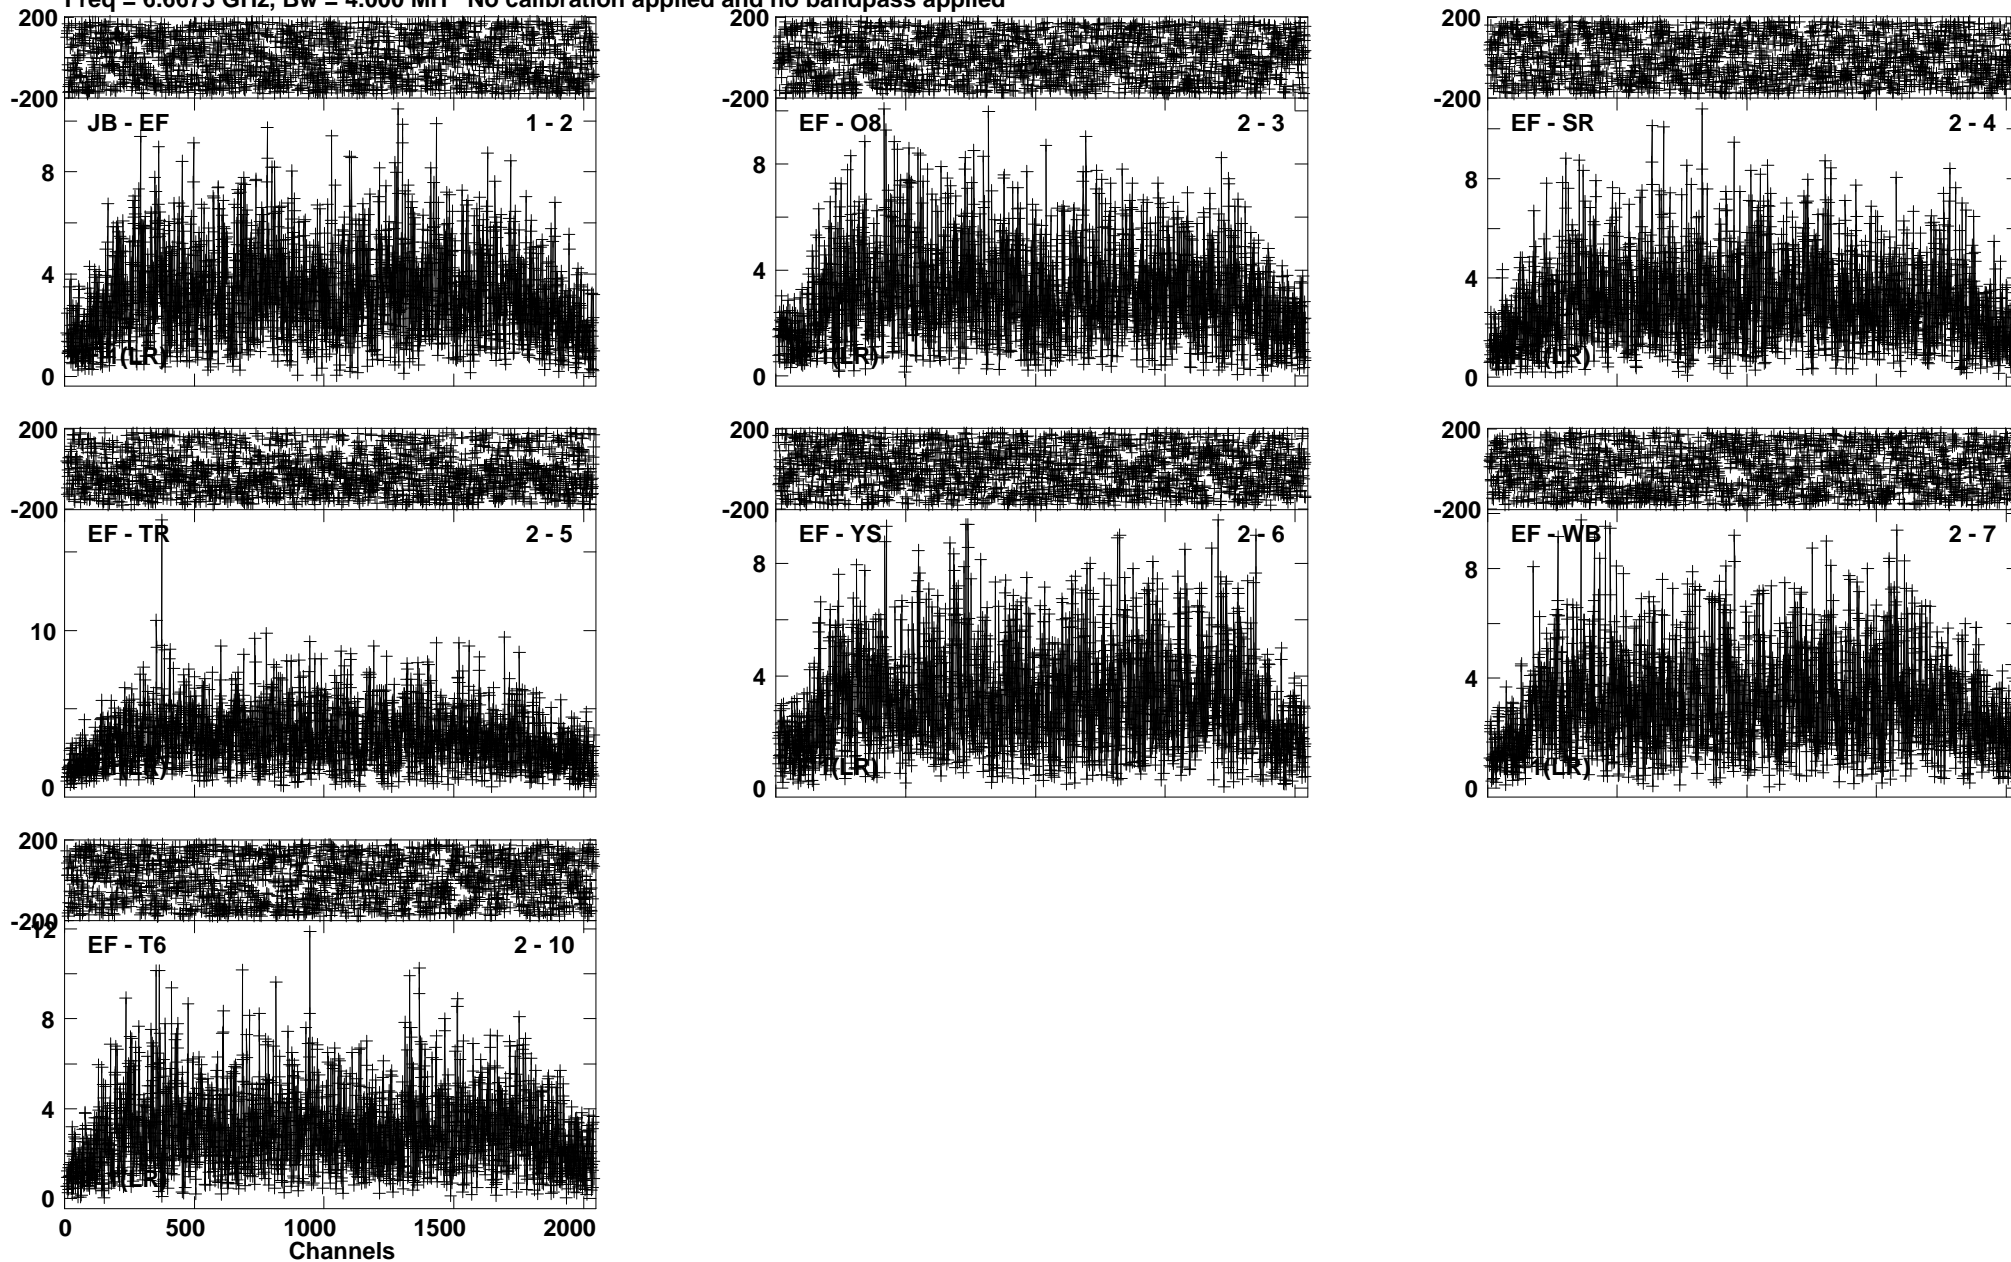 Freq = 6.6675 GHz, Bw = 4.000 MH No calibration applied and no bandpass applied
200
-200
JB - EF 1 - 2
8
4
0
(LR)
200
-200
EF - O8 2 - 3
8
4
0
1(LR)
200
-200
EF - SR 2 - 4
8
4
0
(LR)
200
-200
EF - TR 2 - 5
10
0
200
-200
EF - YS 2 - 6
8
4
0
(LR)
200
-200
EF - WB 2 - 7
8
4
0
1(LR)
200
-200
12
EF - T6 2 - 10
8
4
0
(LR)
0 500 1000 1500 2000
Channels